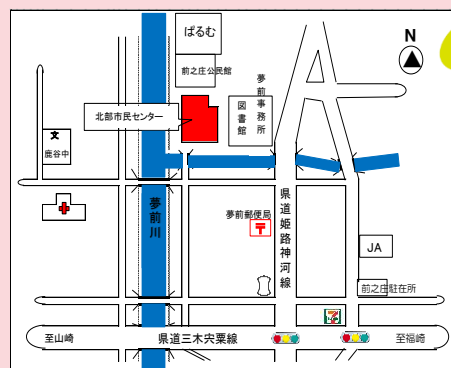 ぱるむ
前之庄公民館
N
北部市民センター
図書館
夢前事務所
文
鹿谷中
夢前川
夢前郵便局
〒
県道姫路神河線
JA
前之庄駐在所
7
至山崎
県道三木宍粟線
至福崎